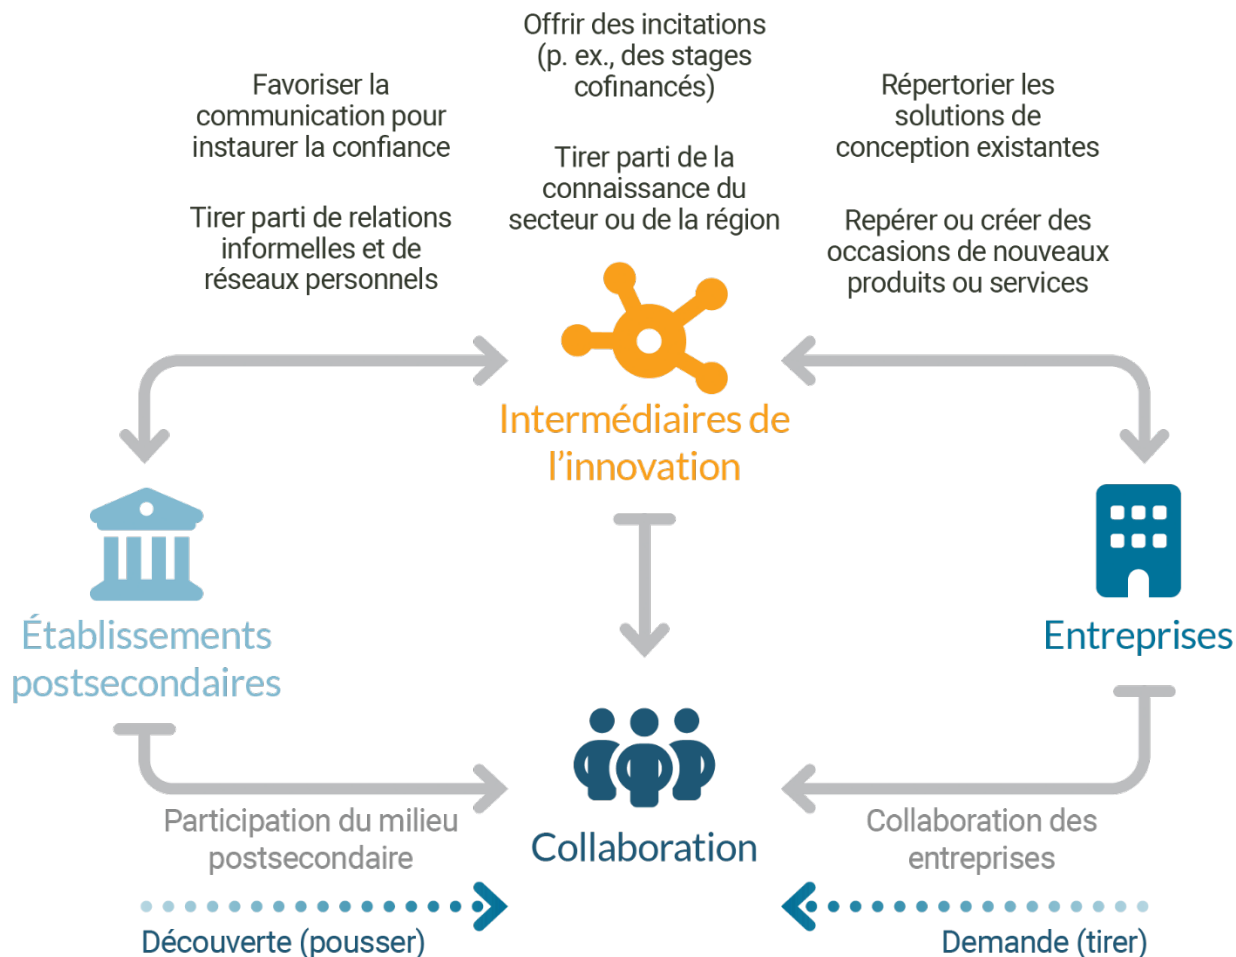 Offrir des incitations
(p. ex., des stages
cofinancés)
Favoriser la
communication pour
instaurer la confiance
Répertorier les
solutions de
conception existantes
Tirer parti de la
connaissance du
secteur ou de la région
Tirer parti de relations
informelles et de
réseaux personnels
Repérer ou créer des
occasions de nouveaux
produits ou services
Intermédiaires de
l’innovation
Établissements
postsecondaires
Entreprises
Collaboration
Participation du milieu
postsecondaire
Collaboration des
entreprises
Découverte (pousser)
Demande (tirer)